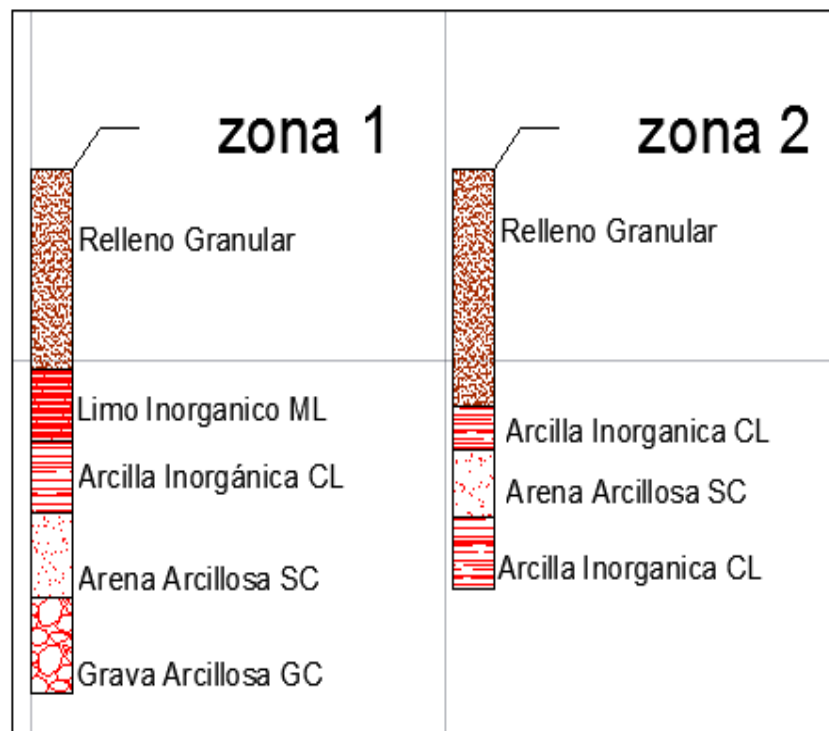 zona 1
Relleno Granular
Limo Inorganico ML
Arcilla Inorgánica CL
Arena Arcillosa SC
Grava Arcillosa GC
zona 2
Relleno Granular
Arcilla Inorganica CL
Arena Arcillosa SC
Arcilla Inorganica CL